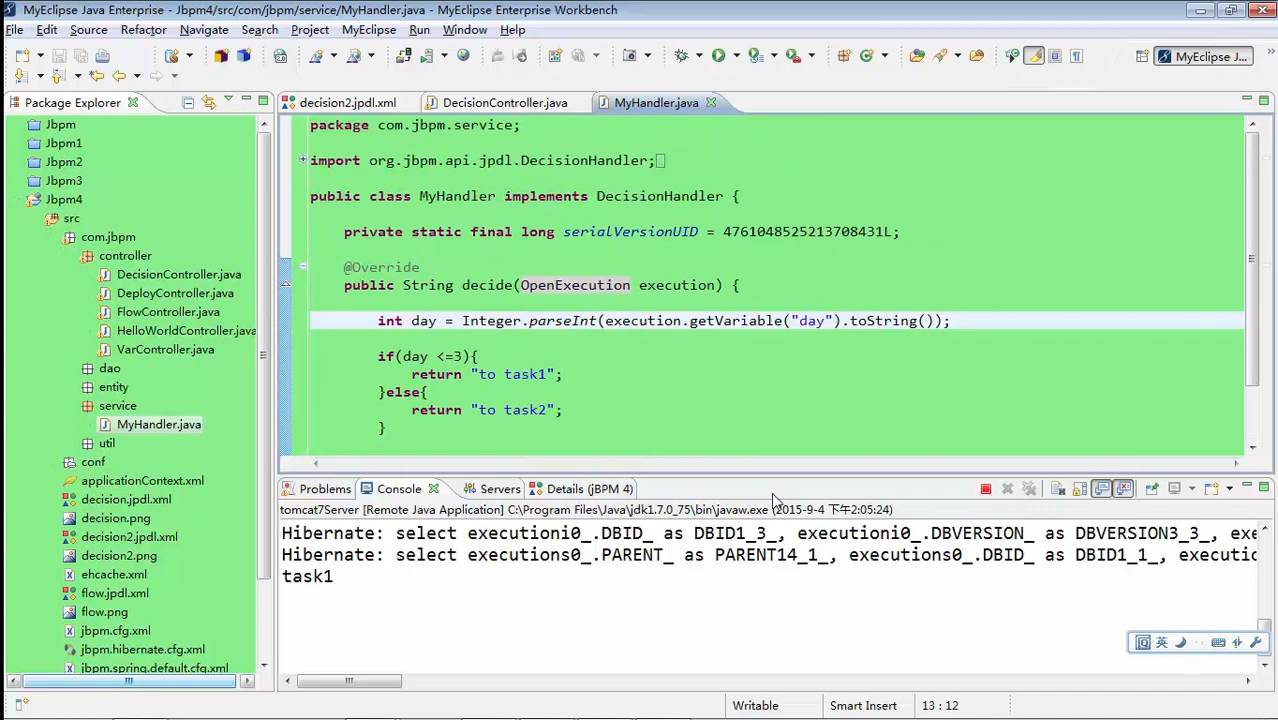 MyEclipse Java Enterprise - Jbpm4/src/com/jbpm/service/MyHandler.java - MyEclipse Enterprise Workbench
File Edit Source Refactor Navigate Search Project MyEclipse Run Window Help
MyEclipse J...
Package Explorer
decision2.jpdl.xml DecisionController.java MyHandler.java
Jbpm
Jbpm1
Jbpm2
Jbpm3
Jbpm4
src
com.jbpm
controller
DecisionController.java
DeployController.java
FlowController.java
HelloWorldController.java
VarController.java
dao
entity
service
MyHandler.java
util
conf
applicationContext.xml
decision.jpdl.xml
decision.png
decision2.jpdl.xml
decision2.png
ehcache.xml
flow.jpdl.xml
flow.png
jbpm.cfg.xml
jbpm.hibernate.cfg.xml
jbpm.spring.default.cfg.xml
package com.jbpm.service;
import org.jbpm.api.jpdl.DecisionHandler;
public class MyHandler implements DecisionHandler {
private static final long serialVersionUID = 4761048525213708431L;
@Override
public String decide(OpenExecution execution) {
int day = Integer.parseInt(execution.getVariable("day").toString());
if(day <=3){
return "to task1";
}else{
return "to task2";
}
Problems Console Servers Details (jBPM 4)
tomcat7Server [Remote Java Application] C:\Program Files\Java\jdk1.7.0_75\bin\javaw.exe (2015-9-4 下午2:05:24)
Hibernate: select executioni0_.DBID_ as DBID1_3_, executioni0_.DBVERSION_ as DBVERSION3_3_, exe
Hibernate: select executions0_.PARENT_ as PARENT14_1_, executions0_.DBID_ as DBID1_1_, executio
task1
英
Writable Smart Insert 13 : 12